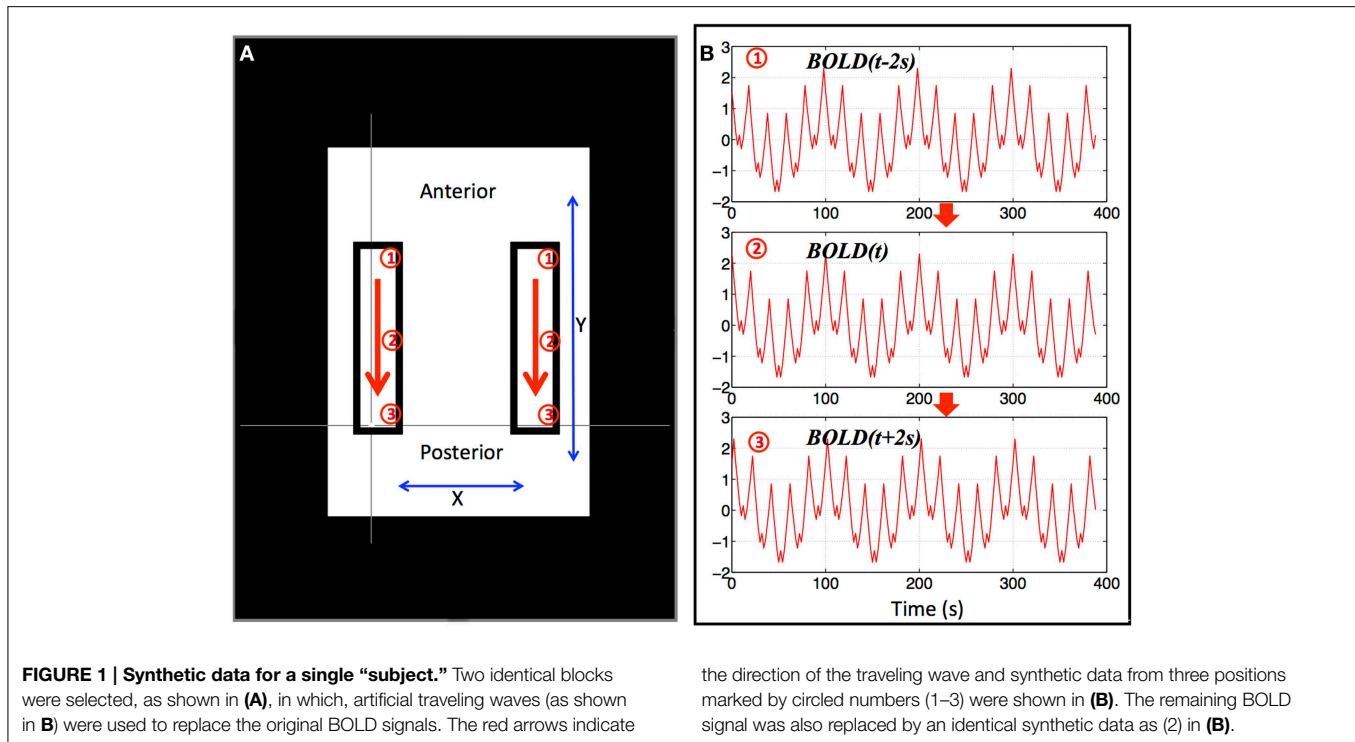 A
Anterior
①
①
②
②
Y
③
③
Posterior
X
B
①
BOLD(t-2s)
3
2
1
0
−1
−2
0
100
200
300
400
②
BOLD(t)
3
2
1
0
−1
−2
0
100
200
300
400
③
BOLD(t+2s)
3
2
1
0
−1
−2
0
100
200
300
400
Time (s)
FIGURE 1 | Synthetic data for a single “subject.” Two identical blocks
were selected, as shown in (A), in which, artificial traveling waves (as shown
in B) were used to replace the original BOLD signals. The red arrows indicate
the direction of the traveling wave and synthetic data from three positions
marked by circled numbers (1–3) were shown in (B). The remaining BOLD
signal was also replaced by an identical synthetic data as (2) in (B).